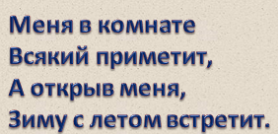 Меня в комнате
Всякий приметит,
А открыв меня,
Зиму с летом встретит.